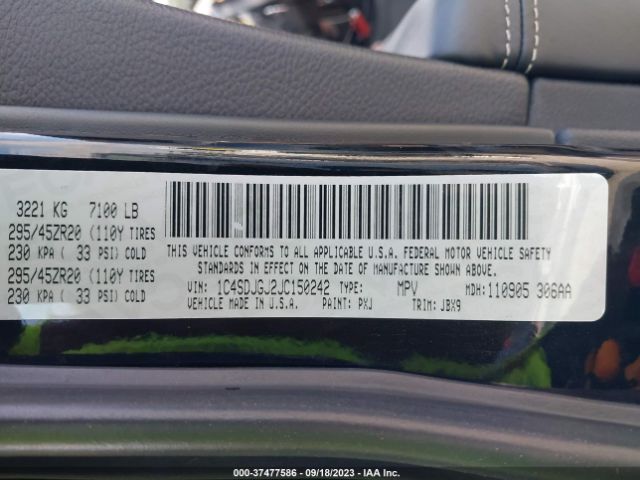 3221 KG 7100 LB
295/45ZR20 (110Y TIRES
230 KPA ( 33 PSI) COLD
295/45ZR20 (110Y TIRES
230 KPA ( 33 PSI) COLD
THIS VEHICLE CONFORMS TO ALL APPLICABLE U.S.A. FEDERAL MOTOR VEHICLE SAFETY
STANDARDS IN EFFECT ON THE DATE OF MANUFACTURE SHOWN ABOVE.
VIN: 1C4SDJGJ2JC150242 TYPE: MPV MDH: 110905 306AA
VEHICLE MADE IN U.S.A. PAINT: PXJ TRIM: JBX9
000-37477586 - 09/18/2023 - IAA Inc.